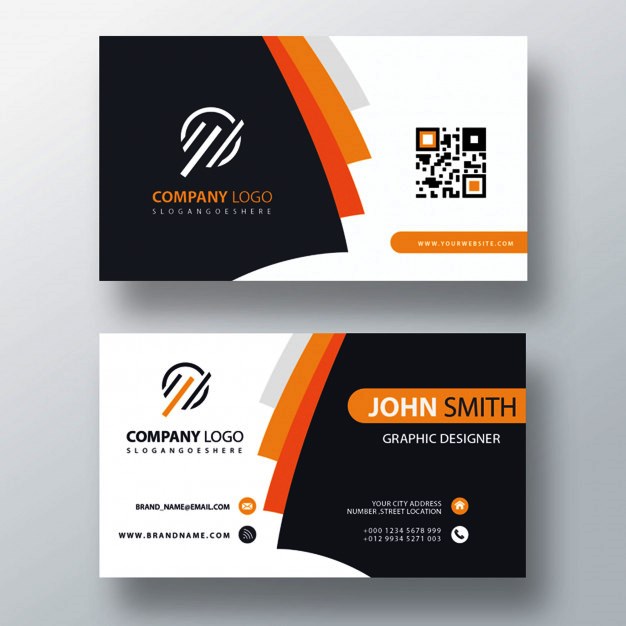 COMPANY LOGO
SLOGANGOESHERE
WWW.YOURWEBSITE.COM
COMPANY LOGO
SLOGANGOESHERE
BRAND_NAME@EMAIL.COM
WWW.BRANDNAME.COM
JOHN SMITH
GRAPHIC DESIGNER
YOUR CITY ADDRESS
NUMBER ,STREET LOCATION
+000 1234 5678 999
+012 9934 5271 003